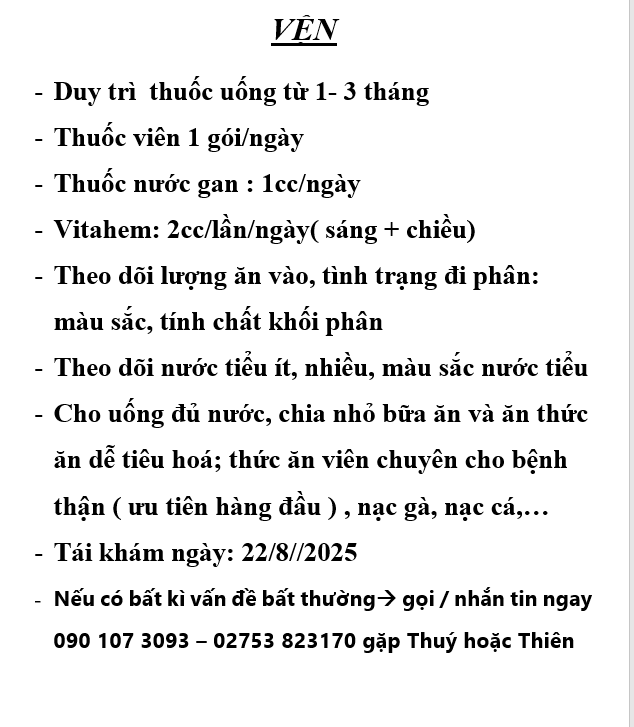 VỆN
- Duy trì  thuốc uống từ 1- 3 tháng
- Thuốc viên 1 gói/ngày
- Thuốc nước gan : 1cc/ngày
- Vitahem: 2cc/lần/ngày( sáng + chiều)
- Theo dõi lượng ăn vào, tình trạng đi phân:
màu sắc, tính chất khối phân
- Theo dõi nước tiểu ít, nhiều, màu sắc nước tiểu
- Cho uống đủ nước, chia nhỏ bữa ăn và ăn thức
ăn dễ tiêu hoá; thức ăn viên chuyên cho bệnh
thận ( ưu tiên hàng đầu ) , nạc gà, nạc cá,…
- Tái khám ngày: 22/8//2025
- Nếu có bất kì vấn đề bất thường→ gọi / nhắn tin ngay
090 107 3093 – 02753 823170 gặp Thuý hoặc Thiên